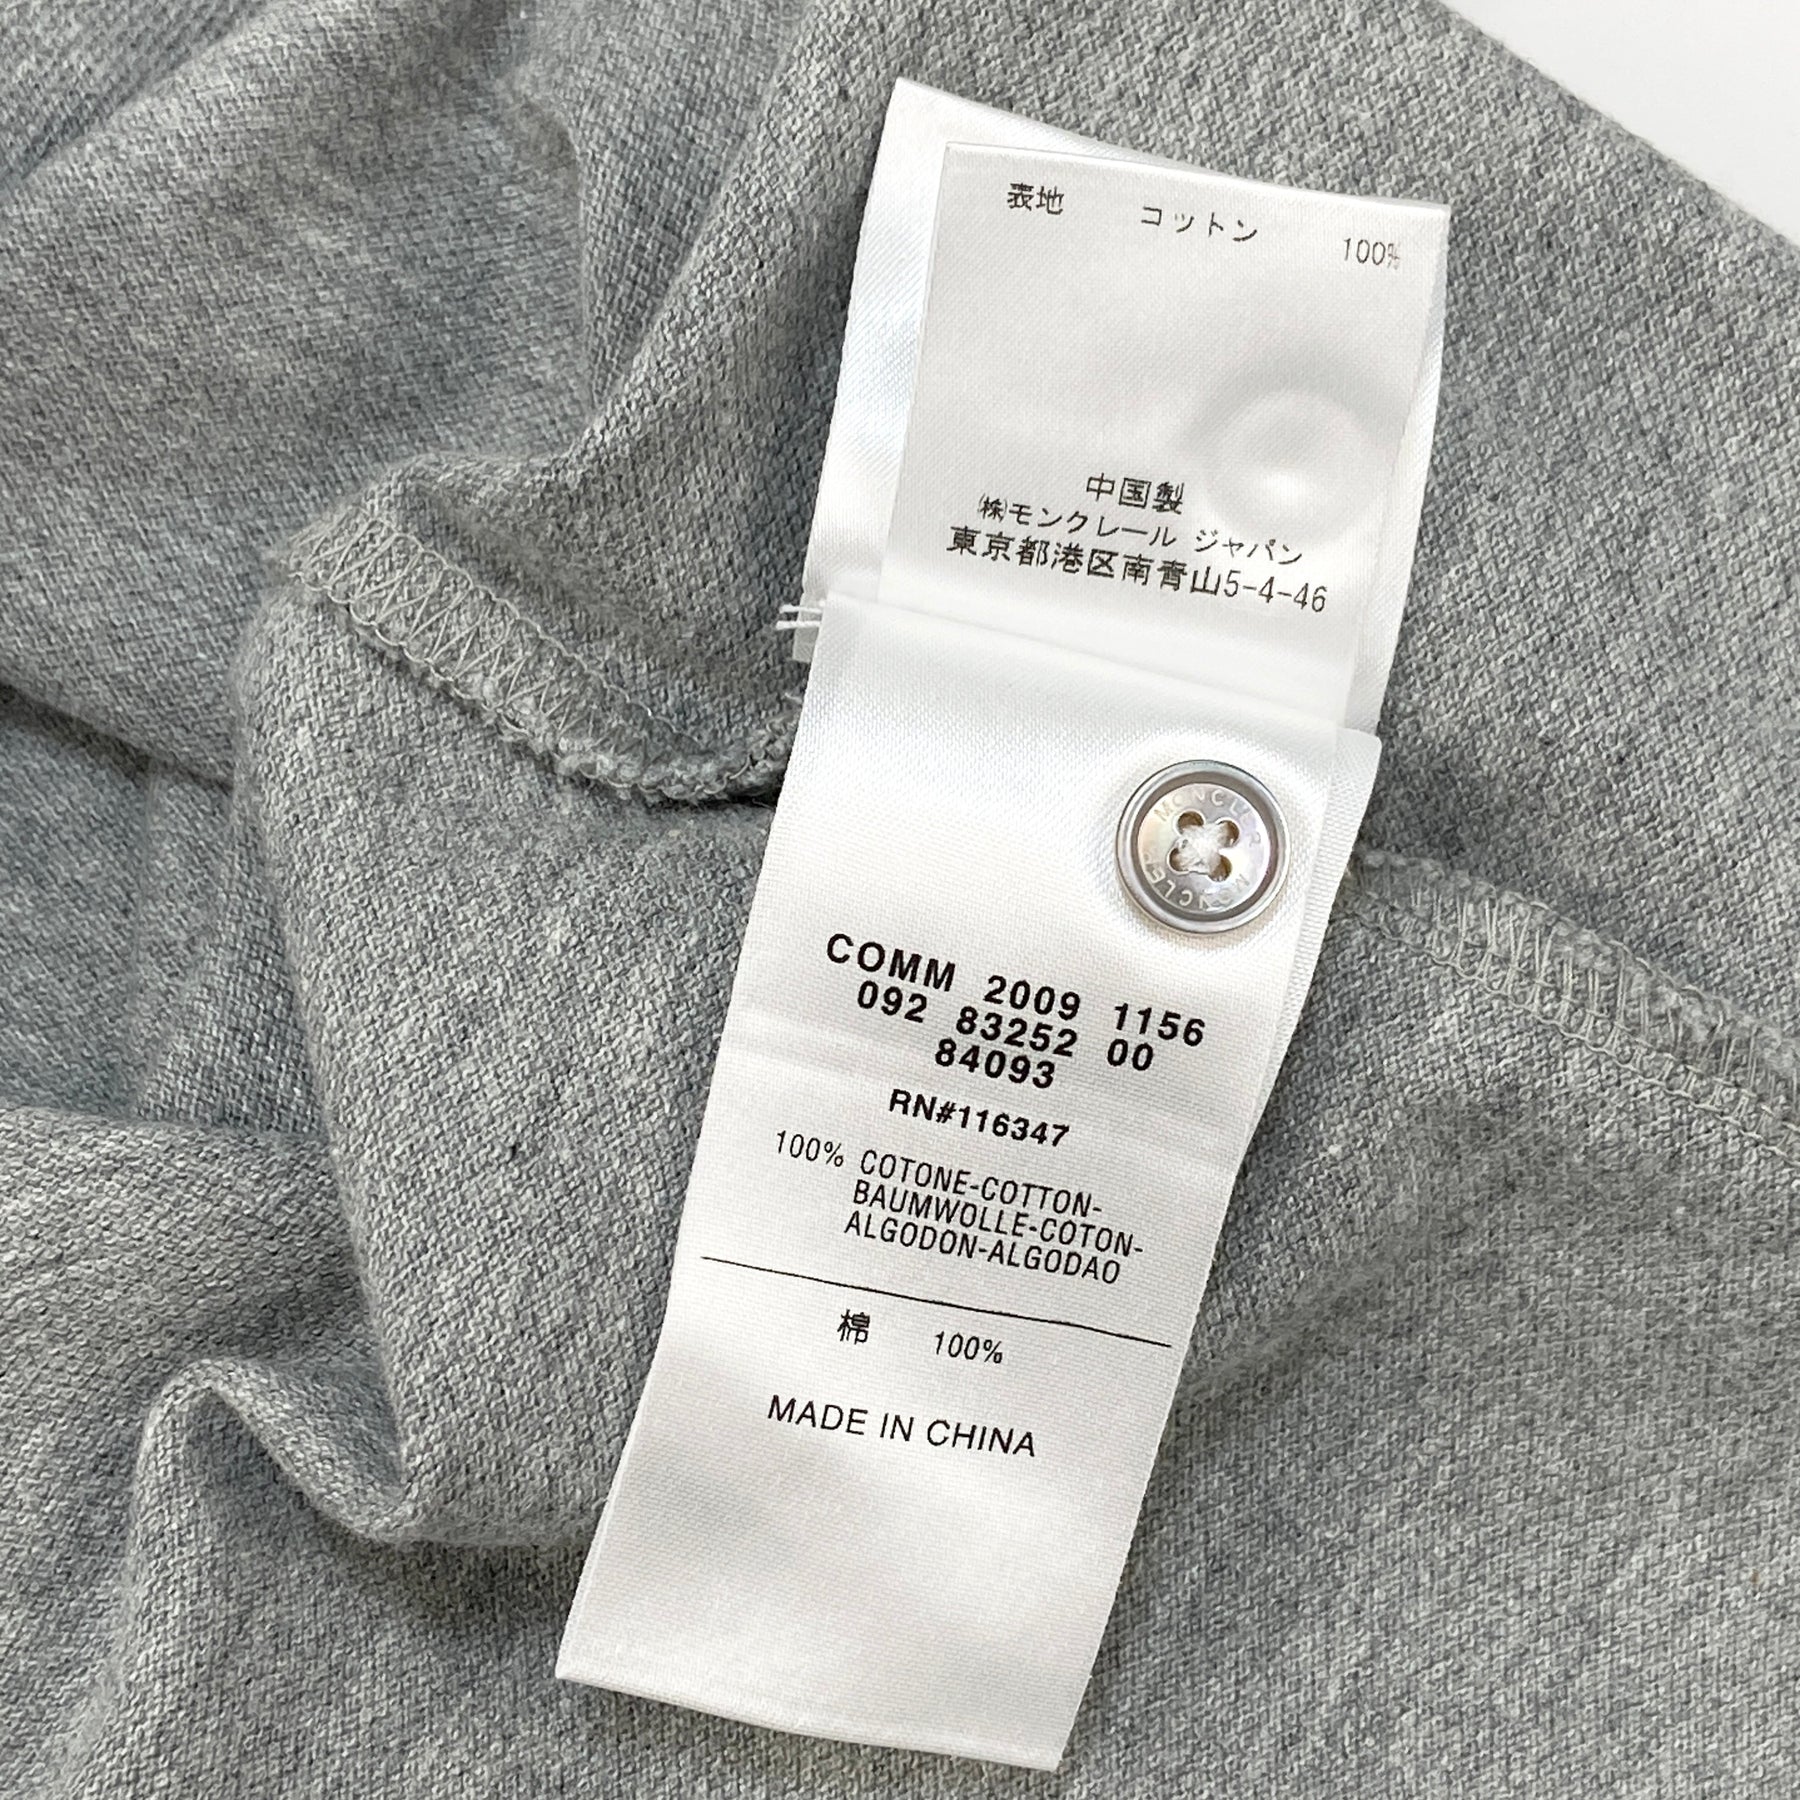 表地 コットン 100%
中国製
㈱モンクレール ジャパン
東京都港区南青山5-4-46
MONCLER MONCLER
COMM 2009 1156
092 83252 00
84093
RN#116347
100% COTONE-COTTON-
BAUMWOLLE-COTON-
ALGODON-ALGODAO
棉 100%
MADE IN CHINA